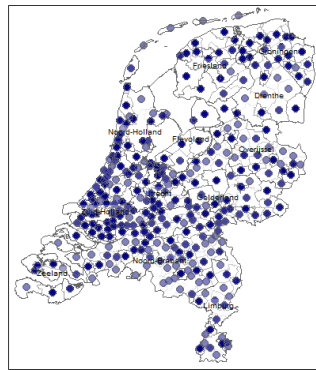 Groningen
Friesland
Drenthe
Noord-Holland
Flevoland
Overijssel
Utrecht
Zuid-Holland
Gelderland
Noord-Brabant
Zeeland
Limburg